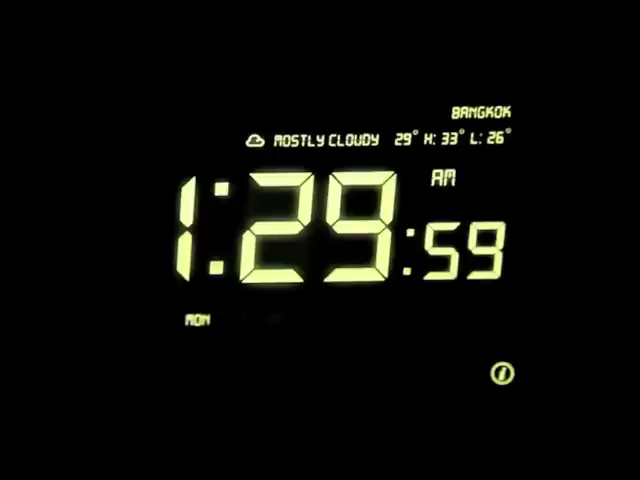 BANGKOK
MOSTLY CLOUDY 29° H: 33° L: 26°
1:29:59 AM
MON
i